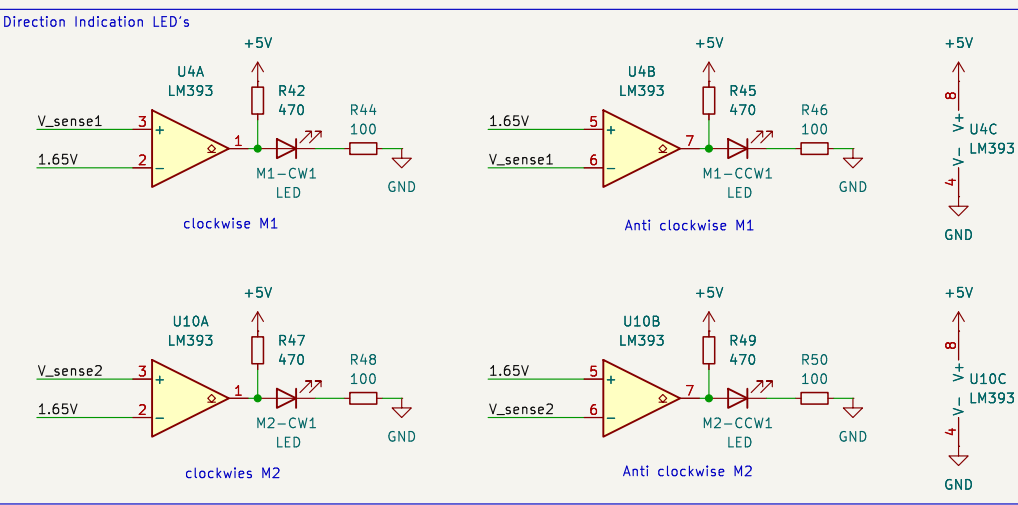 Direction Indication LED's
+5V
U4A
LM393
R42
470
R44
100
V_sense1
3
+
1
1.65V
2
-
M1-CW1
LED
GND
clockwise M1
+5V
U4B
LM393
R45
470
R46
100
1.65V
5
+
7
V_sense1
6
-
M1-CCW1
LED
GND
Anti clockwise M1
+5V
8
V+
U4C
LM393
V-
4
GND
+5V
U10A
LM393
R47
470
R48
100
V_sense2
3
+
1
1.65V
2
-
M2-CW1
LED
GND
clockwies M2
+5V
U10B
LM393
R49
470
R50
100
1.65V
5
+
7
V_sense2
6
-
M2-CCW1
LED
GND
Anti clockwise M2
+5V
8
V+
U10C
LM393
V-
4
GND